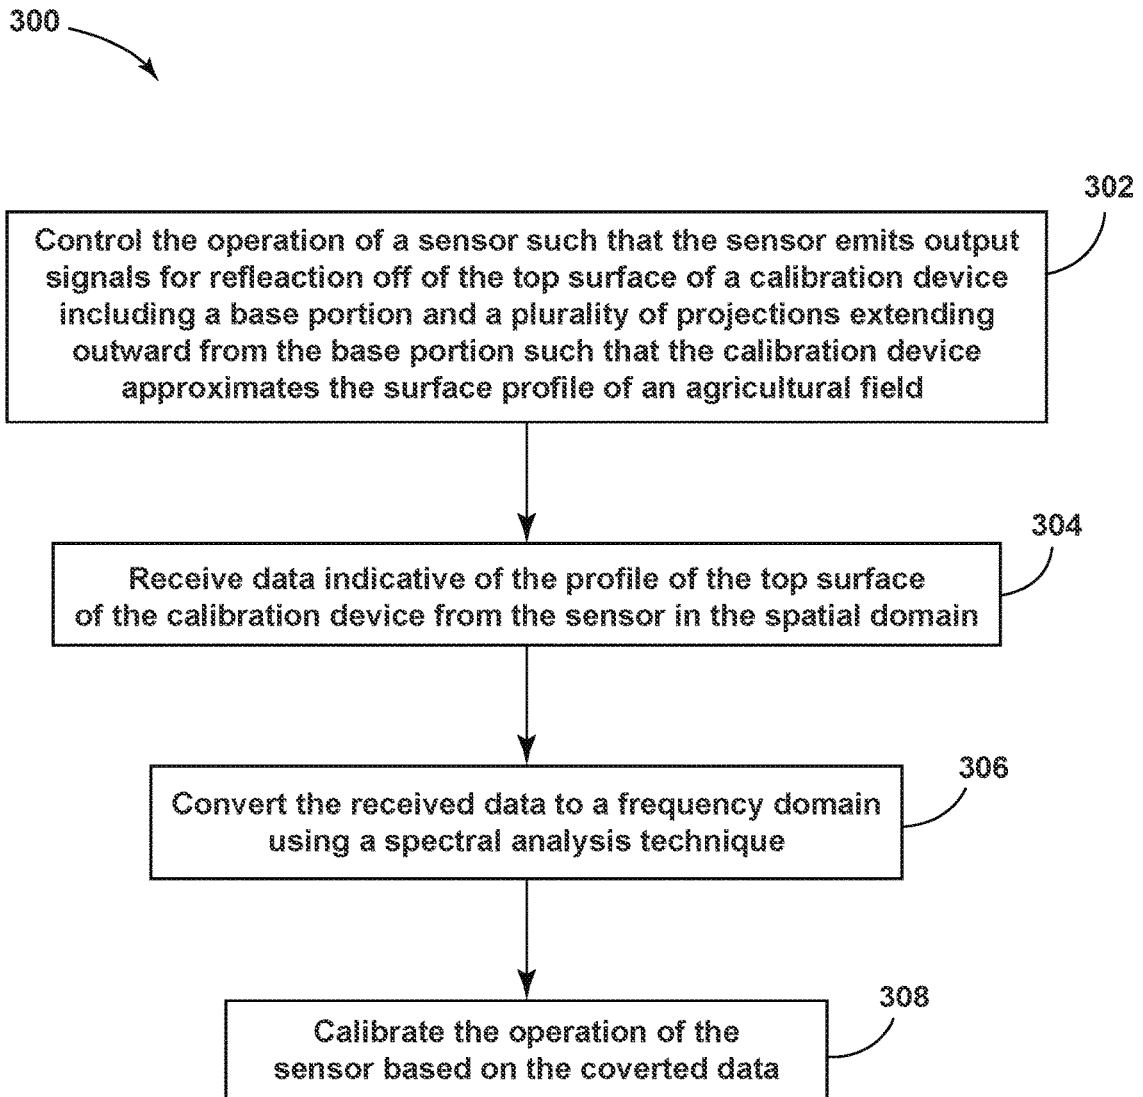 300
302
Control the operation of a sensor such that the sensor emits output
signals for refleaction off of the top surface of a calibration device
including a base portion and a plurality of projections extending
outward from the base portion such that the calibration device
approximates the surface profile of an agricultural field
304
Receive data indicative of the profile of the top surface
of the calibration device from the sensor in the spatial domain
306
Convert the received data to a frequency domain
using a spectral analysis technique
308
Calibrate the operation of the
sensor based on the coverted data